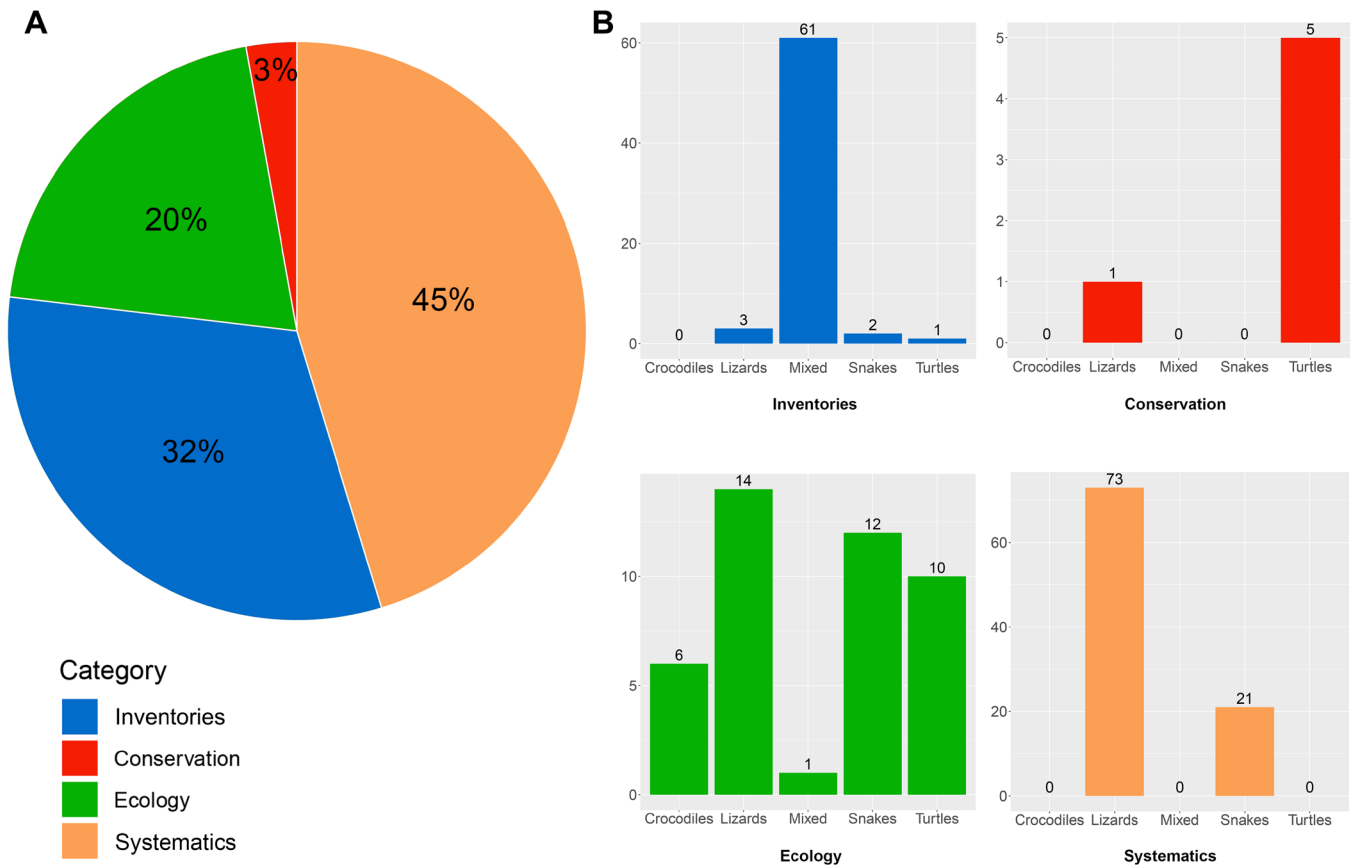 A
3%
20%
45%
32%
Category
Inventories
Conservation
Ecology
Systematics
B
61
60
40
20
3
2
1
0
0
Crocodiles Lizards Mixed Snakes Turtles
Inventories
5
5
4
3
2
1
1
0
0
0
0
Crocodiles Lizards Mixed Snakes Turtles
Conservation
14
12
10
10
6
5
1
0
Crocodiles Lizards Mixed Snakes Turtles
Ecology
73
60
40
21
20
0
0
0
0
Crocodiles Lizards Mixed Snakes Turtles
Systematics